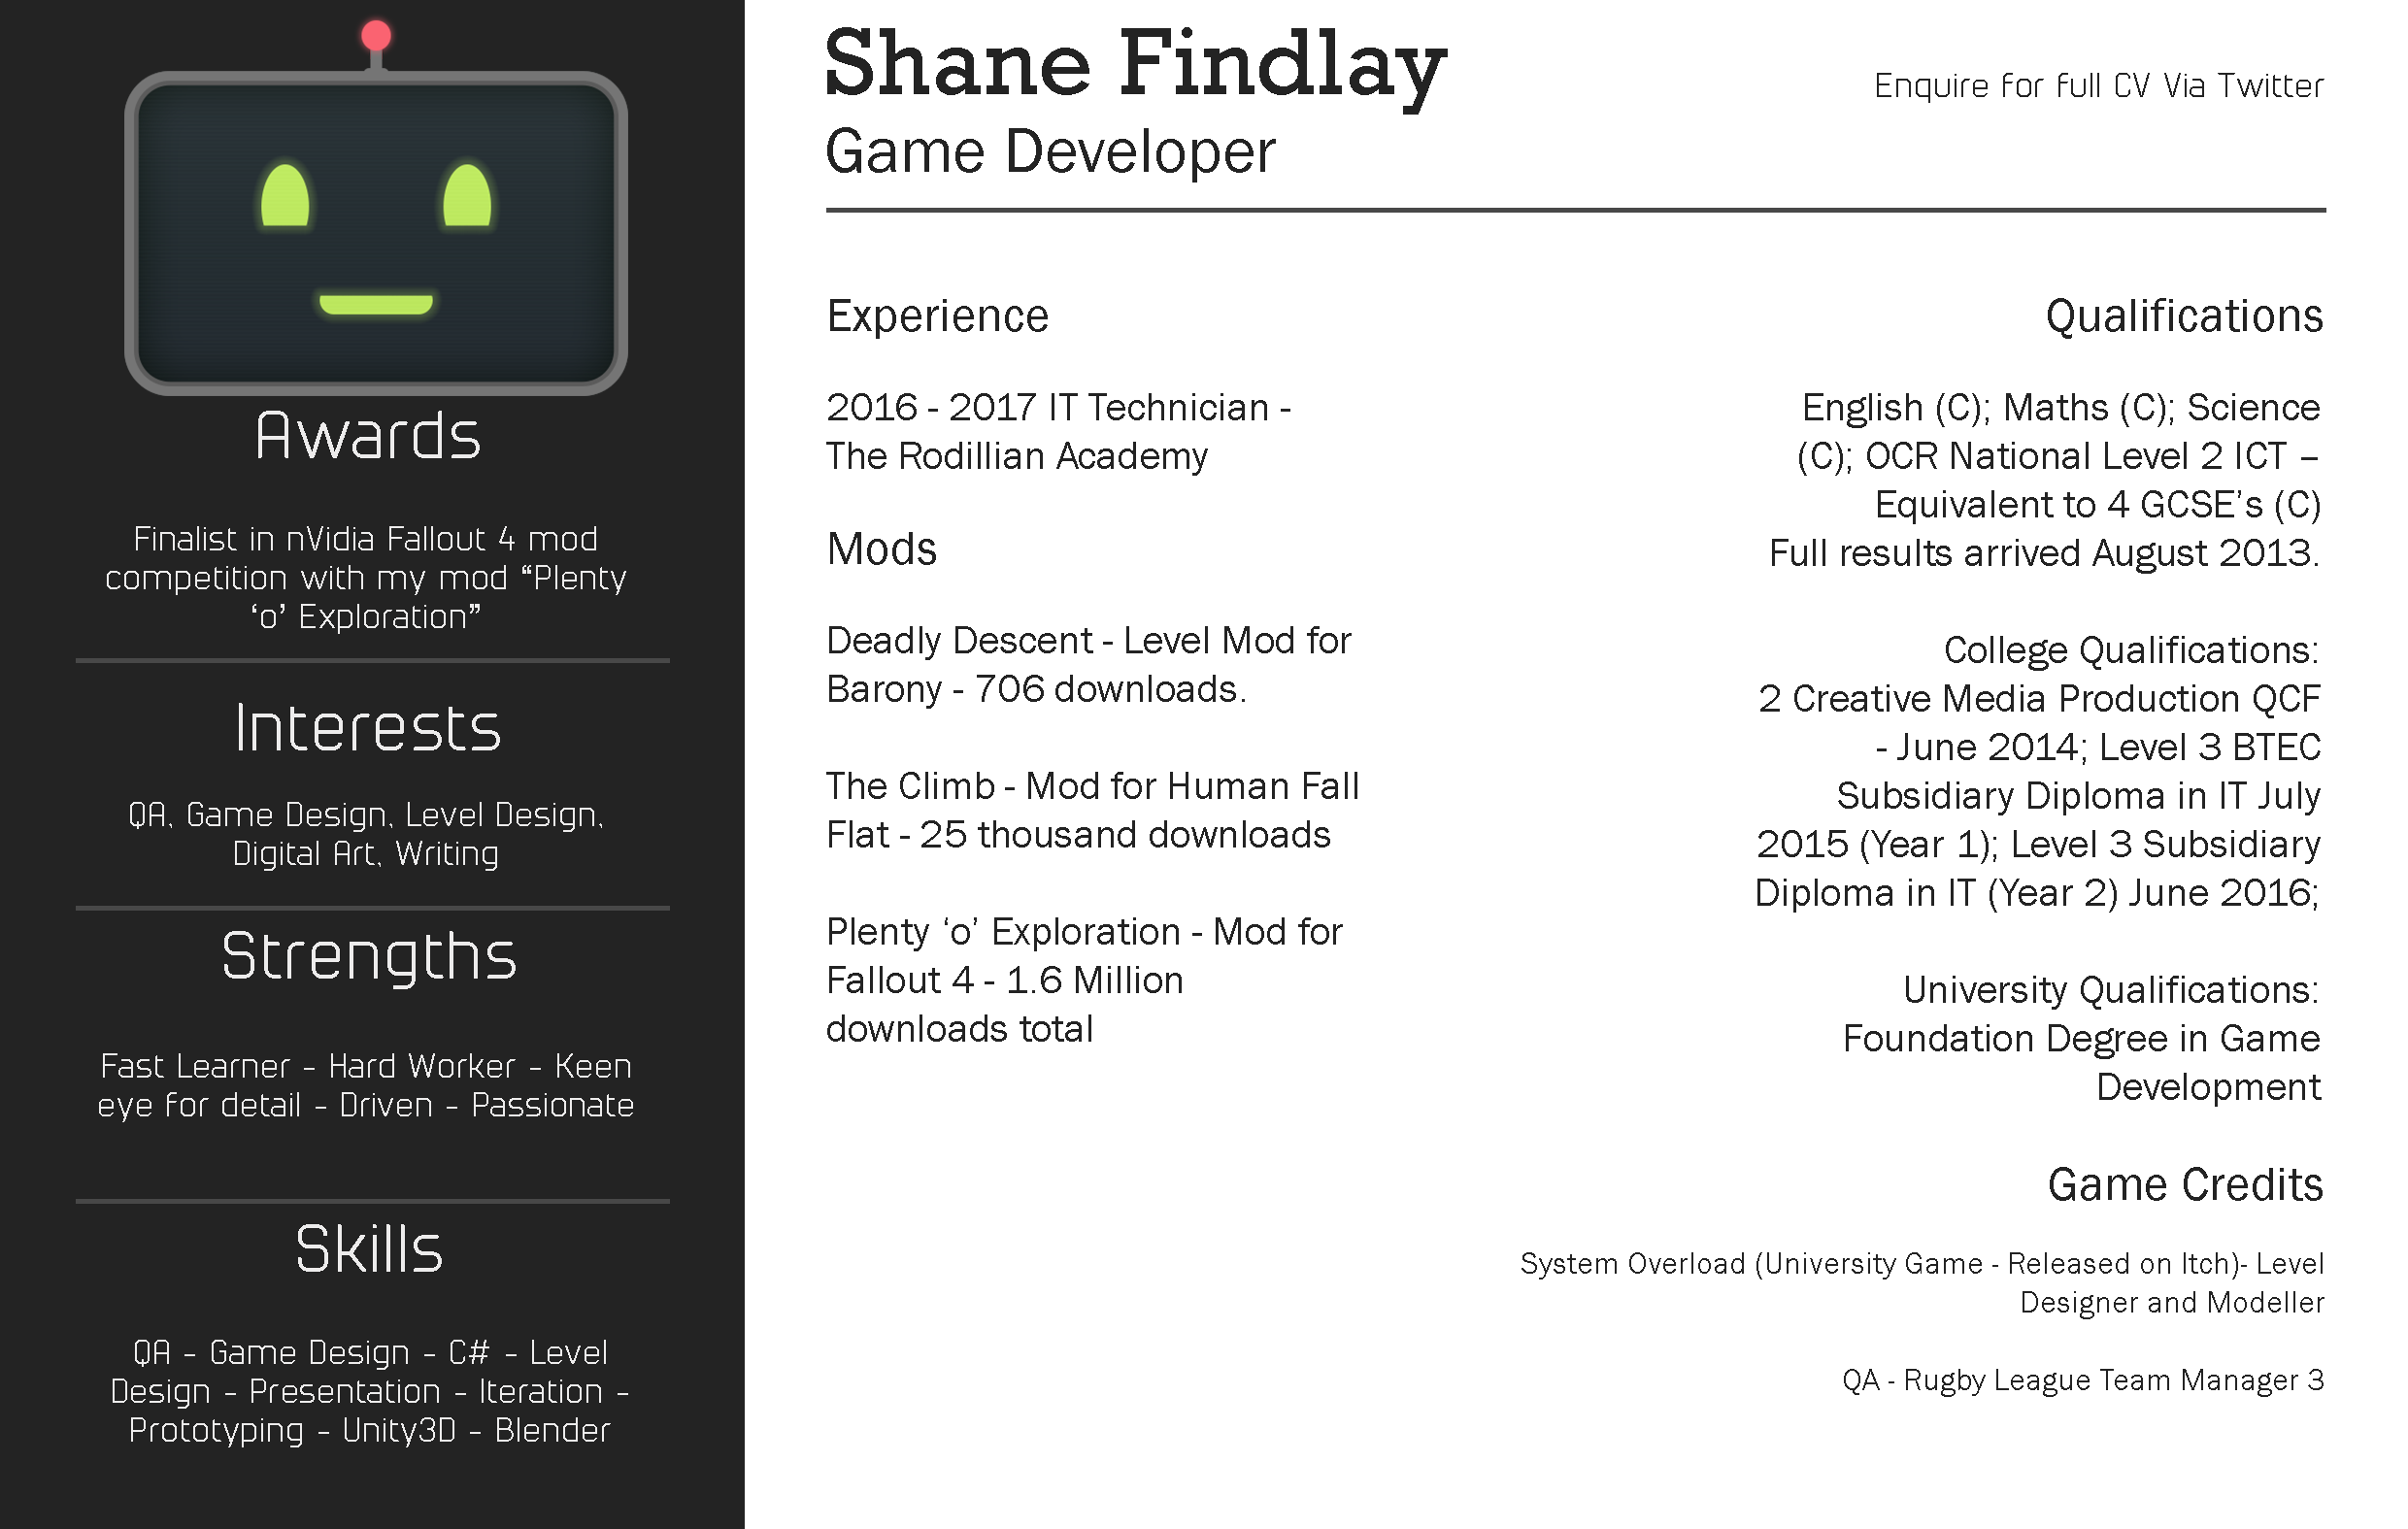 Awards
Finalist in nVidia Fallout 4 mod
competition with my mod “Plenty
‘o’ Exploration”
Interests
QA, Game Design, Level Design,
Digital Art, Writing
Strengths
Fast Learner - Hard Worker - Keen
eye for detail - Driven - Passionate
Skills
QA - Game Design - C# - Level
Design - Presentation - Iteration -
Prototyping - Unity3D - Blender
Shane Findlay
Game Developer
Enquire for full CV Via Twitter
Experience
2016 - 2017 IT Technician -
The Rodillian Academy
Mods
Deadly Descent - Level Mod for
Barony - 706 downloads.
The Climb - Mod for Human Fall
Flat - 25 thousand downloads
Plenty ‘o’ Exploration - Mod for
Fallout 4 - 1.6 Million
downloads total
Qualifications
English (C); Maths (C); Science
(C); OCR National Level 2 ICT –
Equivalent to 4 GCSE’s (C)
Full results arrived August 2013.
College Qualifications:
2 Creative Media Production QCF
- June 2014; Level 3 BTEC
Subsidiary Diploma in IT July
2015 (Year 1); Level 3 Subsidiary
Diploma in IT (Year 2) June 2016;
University Qualifications:
Foundation Degree in Game
Development
Game Credits
System Overload (University Game - Released on Itch)- Level
Designer and Modeller
QA - Rugby League Team Manager 3